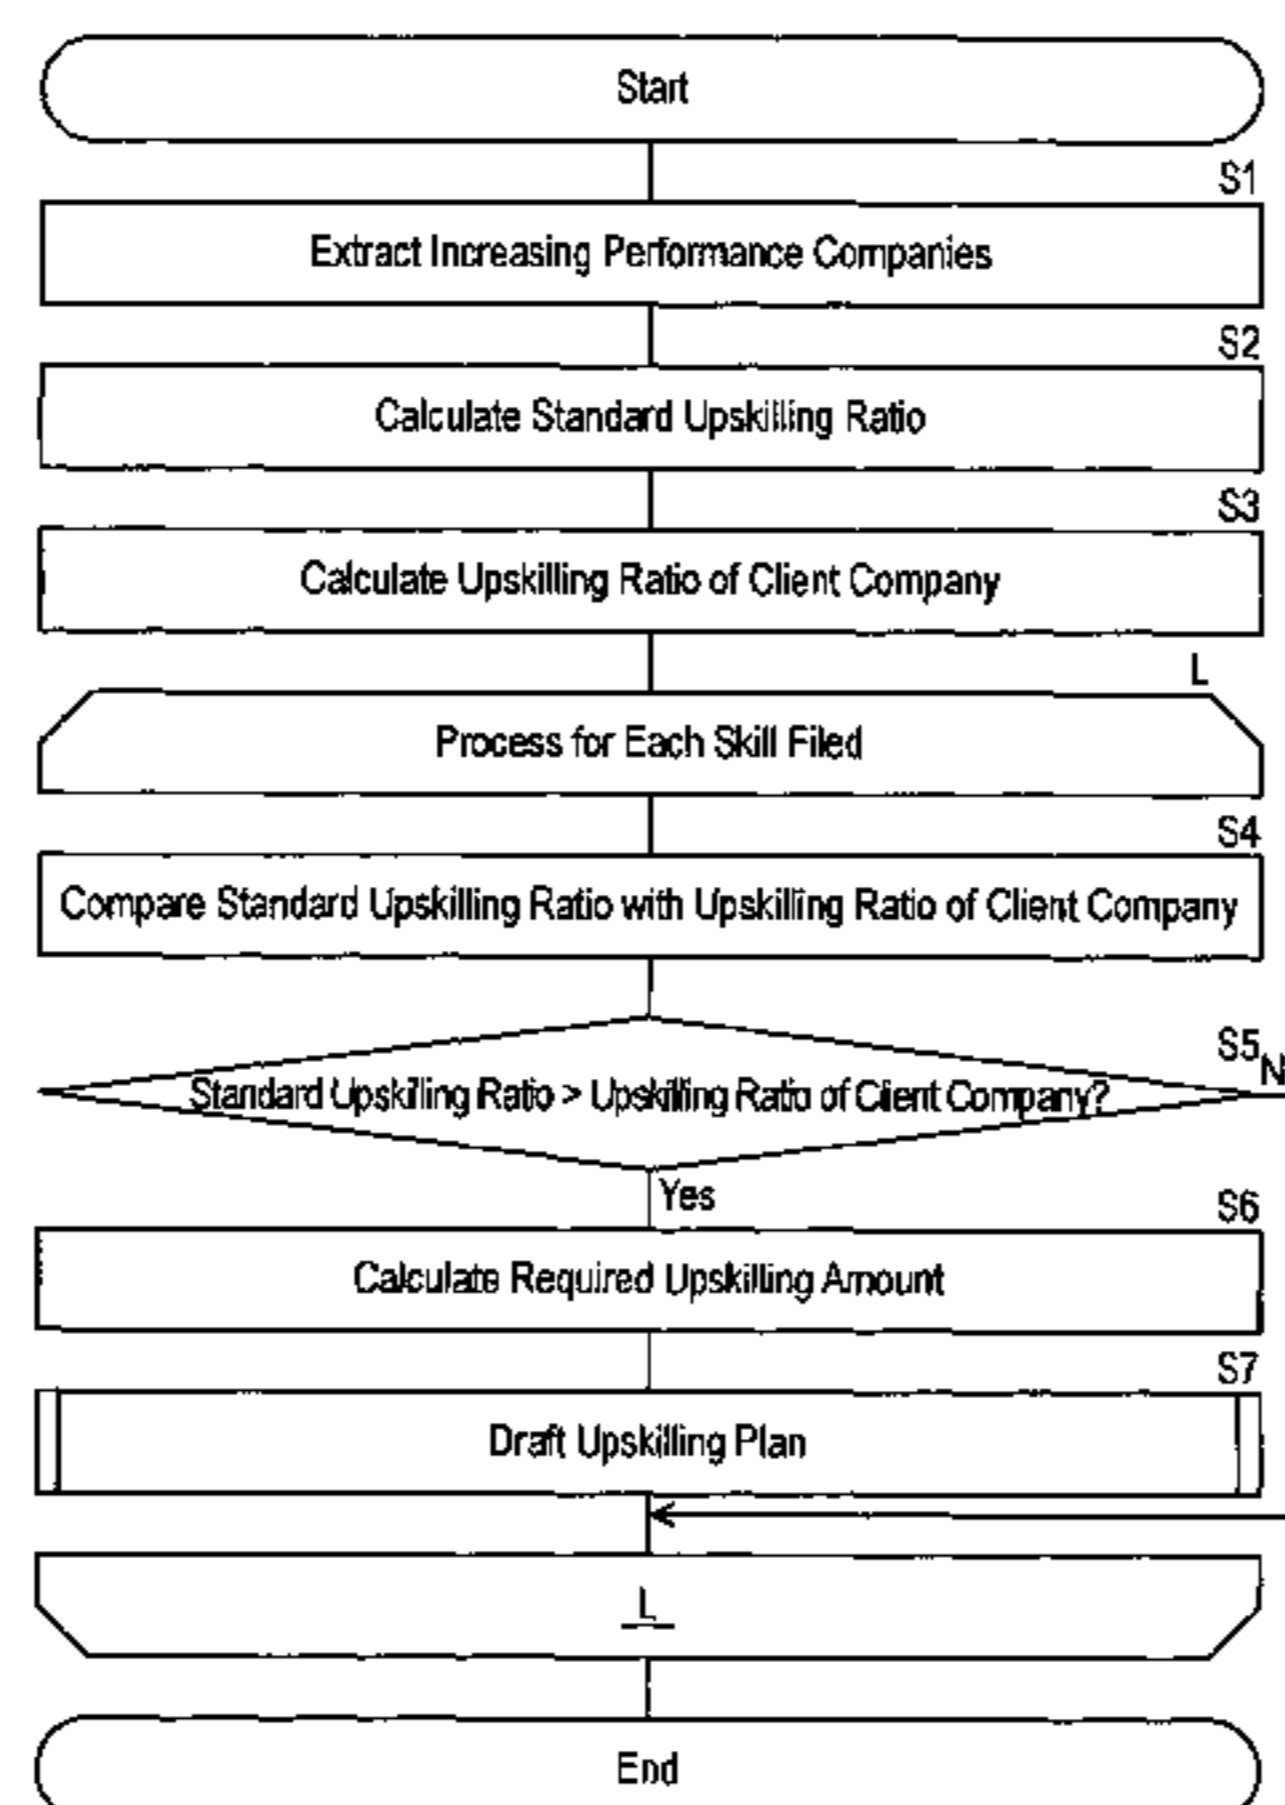 Start
S1
Extract Increasing Performance Companies
S2
Calculate Standard Upskilling Ratio
S3
Calculate Upskilling Ratio of Client Company
L
Process for Each Skill Filed
S4
Compare Standard Upskilling Ratio with Upskilling Ratio of Client Company
S5
N
Standard Upskilling Ratio > Upskilling Ratio of Client Company?
Yes
S6
Calculate Required Upskilling Amount
S7
Draft Upskilling Plan
L
End